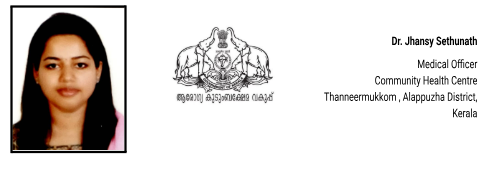 Dr. Jhansy Sethunath
ആരോഗ്യ കുടുംബക്ഷേമ വകുപ്പ്
Medical Officer
Community Health Centre
Thanneermukkom , Alappuzha District,
Kerala